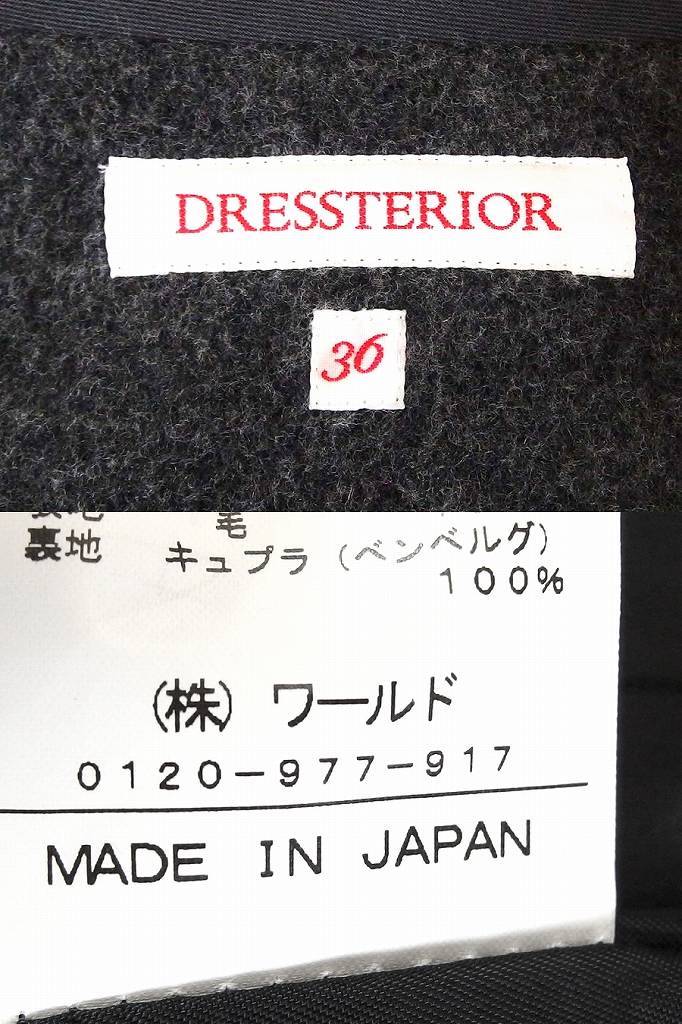 DRESSTERIOR
36
毛
裏地 キュプラ(ベンベルグ)
100%
(株) ワールド
0120-977-917
MADE IN JAPAN